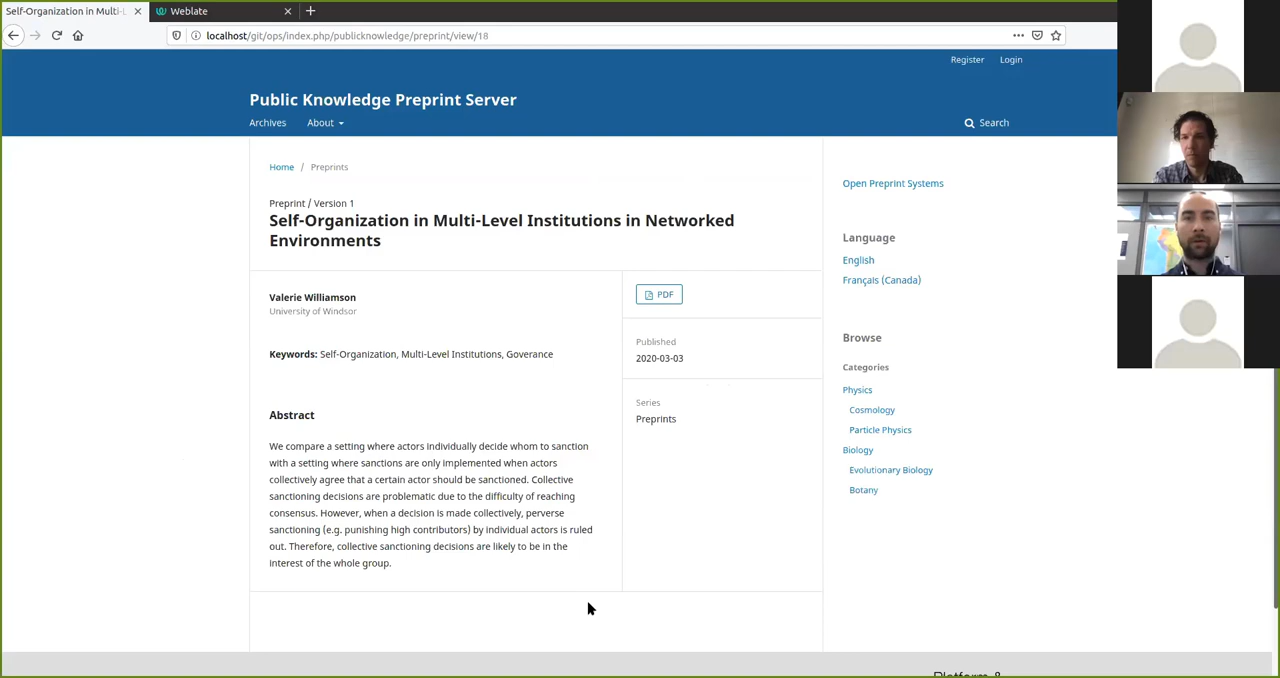 Self-Organization in Multi-L
Weblate
localhost/git/ops/index.php/publicknowledge/preprint/view/18
Register Login
Public Knowledge Preprint Server
Archives About
Search
Home / Preprints
Preprint / Version 1
Self-Organization in Multi-Level Institutions in Networked
Environments
Valerie Williamson
University of Windsor
Keywords: Self-Organization, Multi-Level Institutions, Goverance
Abstract
We compare a setting where actors individually decide whom to sanction
with a setting where sanctions are only implemented when actors
collectively agree that a certain actor should be sanctioned. Collective
sanctioning decisions are problematic due to the difficulty of reaching
consensus. However, when a decision is made collectively, perverse
sanctioning (e.g. punishing high contributors) by individual actors is ruled
out. Therefore, collective sanctioning decisions are likely to be in the
interest of the whole group.
PDF
Published
2020-03-03
Series
Preprints
Open Preprint Systems
Language
English
Français (Canada)
Browse
Categories
Physics
Cosmology
Particle Physics
Biology
Evolutionary Biology
Botany
Platform &